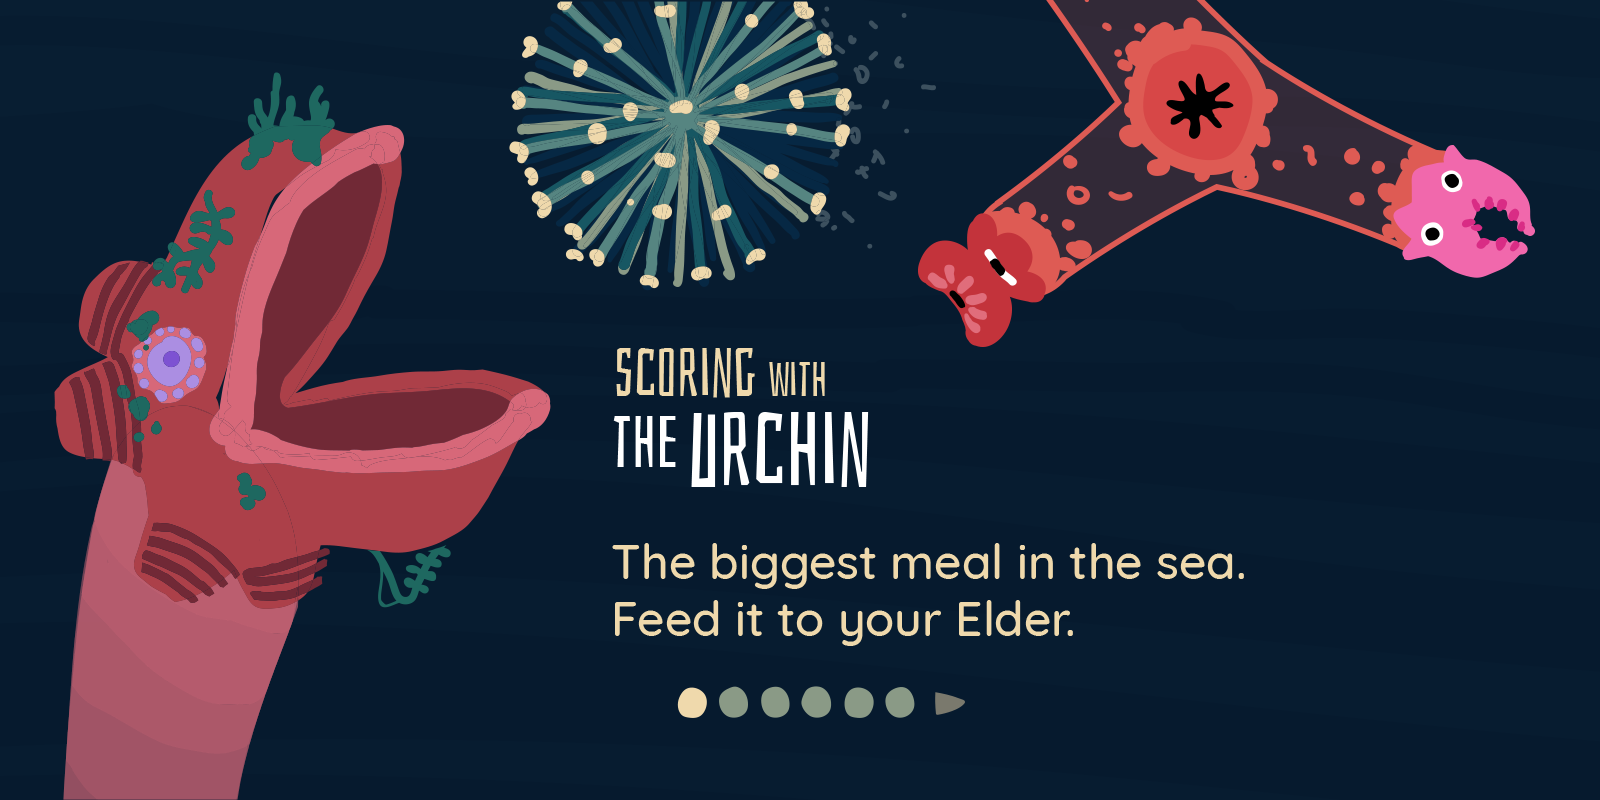 SCORING WITH
THE URCHIN
The biggest meal in the sea.
Feed it to your Elder.